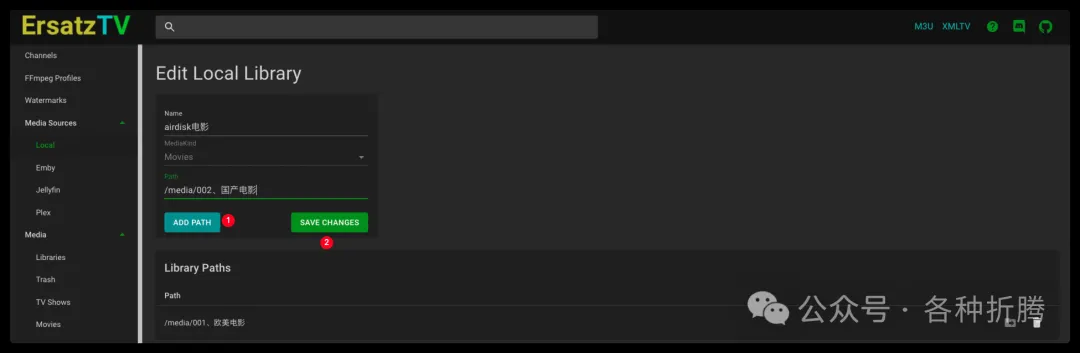 ErsatzTV
M3U XMLTV
Channels
FFmpeg Profiles
Watermarks
Media Sources
Local
Emby
Jellyfin
Plex
Media
Libraries
Trash
TV Shows
Movies
Edit Local Library
Name
airdisk电影
MediaKind
Movies
Path
/media/002、国产电影
ADD PATH 1
SAVE CHANGES
2
Library Paths
Path
/media/001、欧美电影
公众号 · 各种折腾